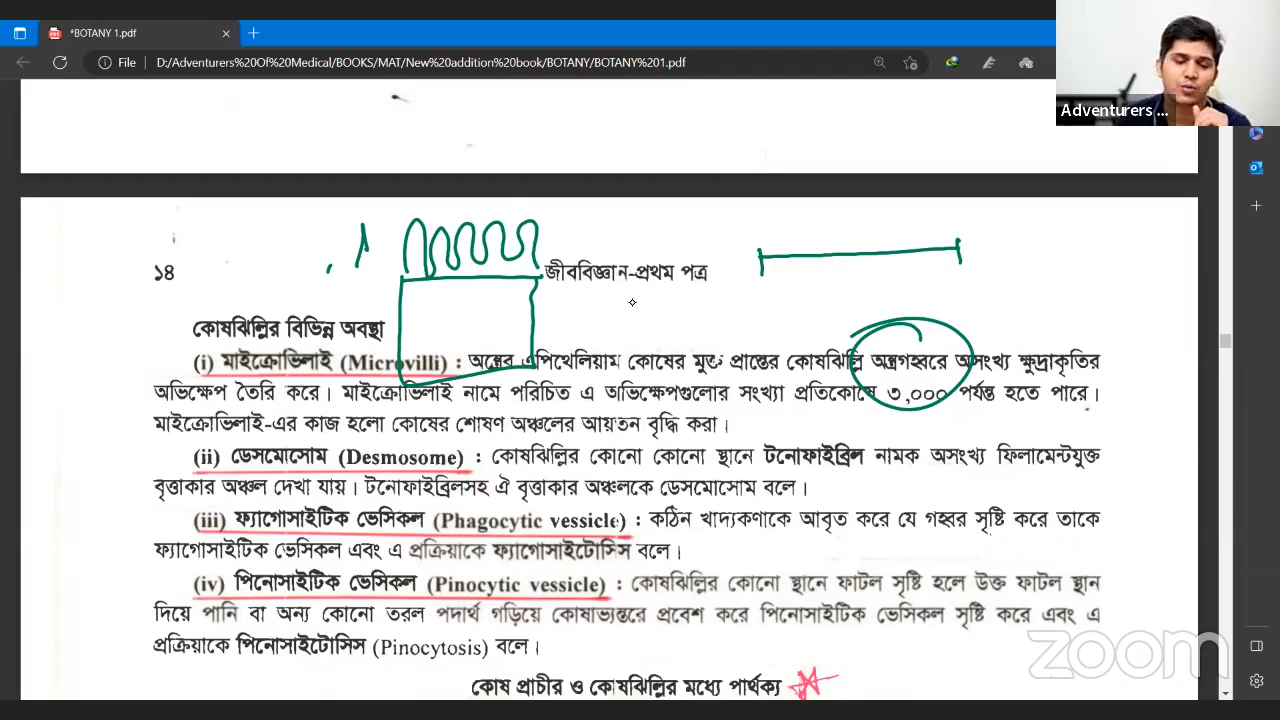 *BOTANY 1.pdf
File
D:/Adventurers%20Of%20Medical/BOOKS/MAT/New%20addition%20book/BOTANY/BOTANY%201.pdf
Adventurers ...
১৪
জীববিজ্ঞান-প্রথম পত্র
কোষঝিল্লির বিভিন্ন অবস্থা
(i) মাইক্রোভিলাই (Microvilli) : অন্ত্রের এপিথেলিয়াম কোষের মুক্ত প্রান্তের কোষঝিল্লি অন্ত্রগহ্বরে অসংখ্য ক্ষুদ্রাকৃতির
অভিক্ষেপ তৈরি করে। মাইক্রোভিলাই নামে পরিচিত এ অভিক্ষেপগুলোর সংখ্যা প্রতিকোষে ৩,০০০ পর্যন্ত হতে পারে।
মাইক্রোভিলাই-এর কাজ হলো কোষের শোষণ অঞ্চলের আয়তন বৃদ্ধি করা।
(ii) ডেসমোসোম (Desmosome) : কোষঝিল্লির কোনো কোনো স্থানে টনোফাইব্রিল নামক অসংখ্য ফিলামেন্টযুক্ত
বৃত্তাকার অঞ্চল দেখা যায়। টনোফাইব্রিলসহ ঐ বৃত্তাকার অঞ্চলকে ডেসমোসোম বলে।
(iii) ফ্যাগোসাইটিক ভেসিকল (Phagocytic vessicle) : কঠিন খাদ্যকণাকে আবৃত করে যে গহ্বর সৃষ্টি করে তাকে
ফ্যাগোসাইটিক ভেসিকল এবং এ প্রক্রিয়াকে ফ্যাগোসাইটোসিস বলে।
(iv) পিনোসাইটিক ভেসিকল (Pinocytic vessicle) : কোষঝিল্লির কোনো স্থানে ফাটল সৃষ্টি হলে উক্ত ফাটল স্থান
দিয়ে পানি বা অন্য কোনো তরল পদার্থ গড়িয়ে কোষাভ্যন্তরে প্রবেশ করে পিনোসাইটিক ভেসিকল সৃষ্টি করে এবং এ
প্রক্রিয়াকে পিনোসাইটোসিস (Pinocytosis) বলে।
zoom
কোষ প্রাচীর ও কোষঝিল্লির মধ্যে পার্থক্য